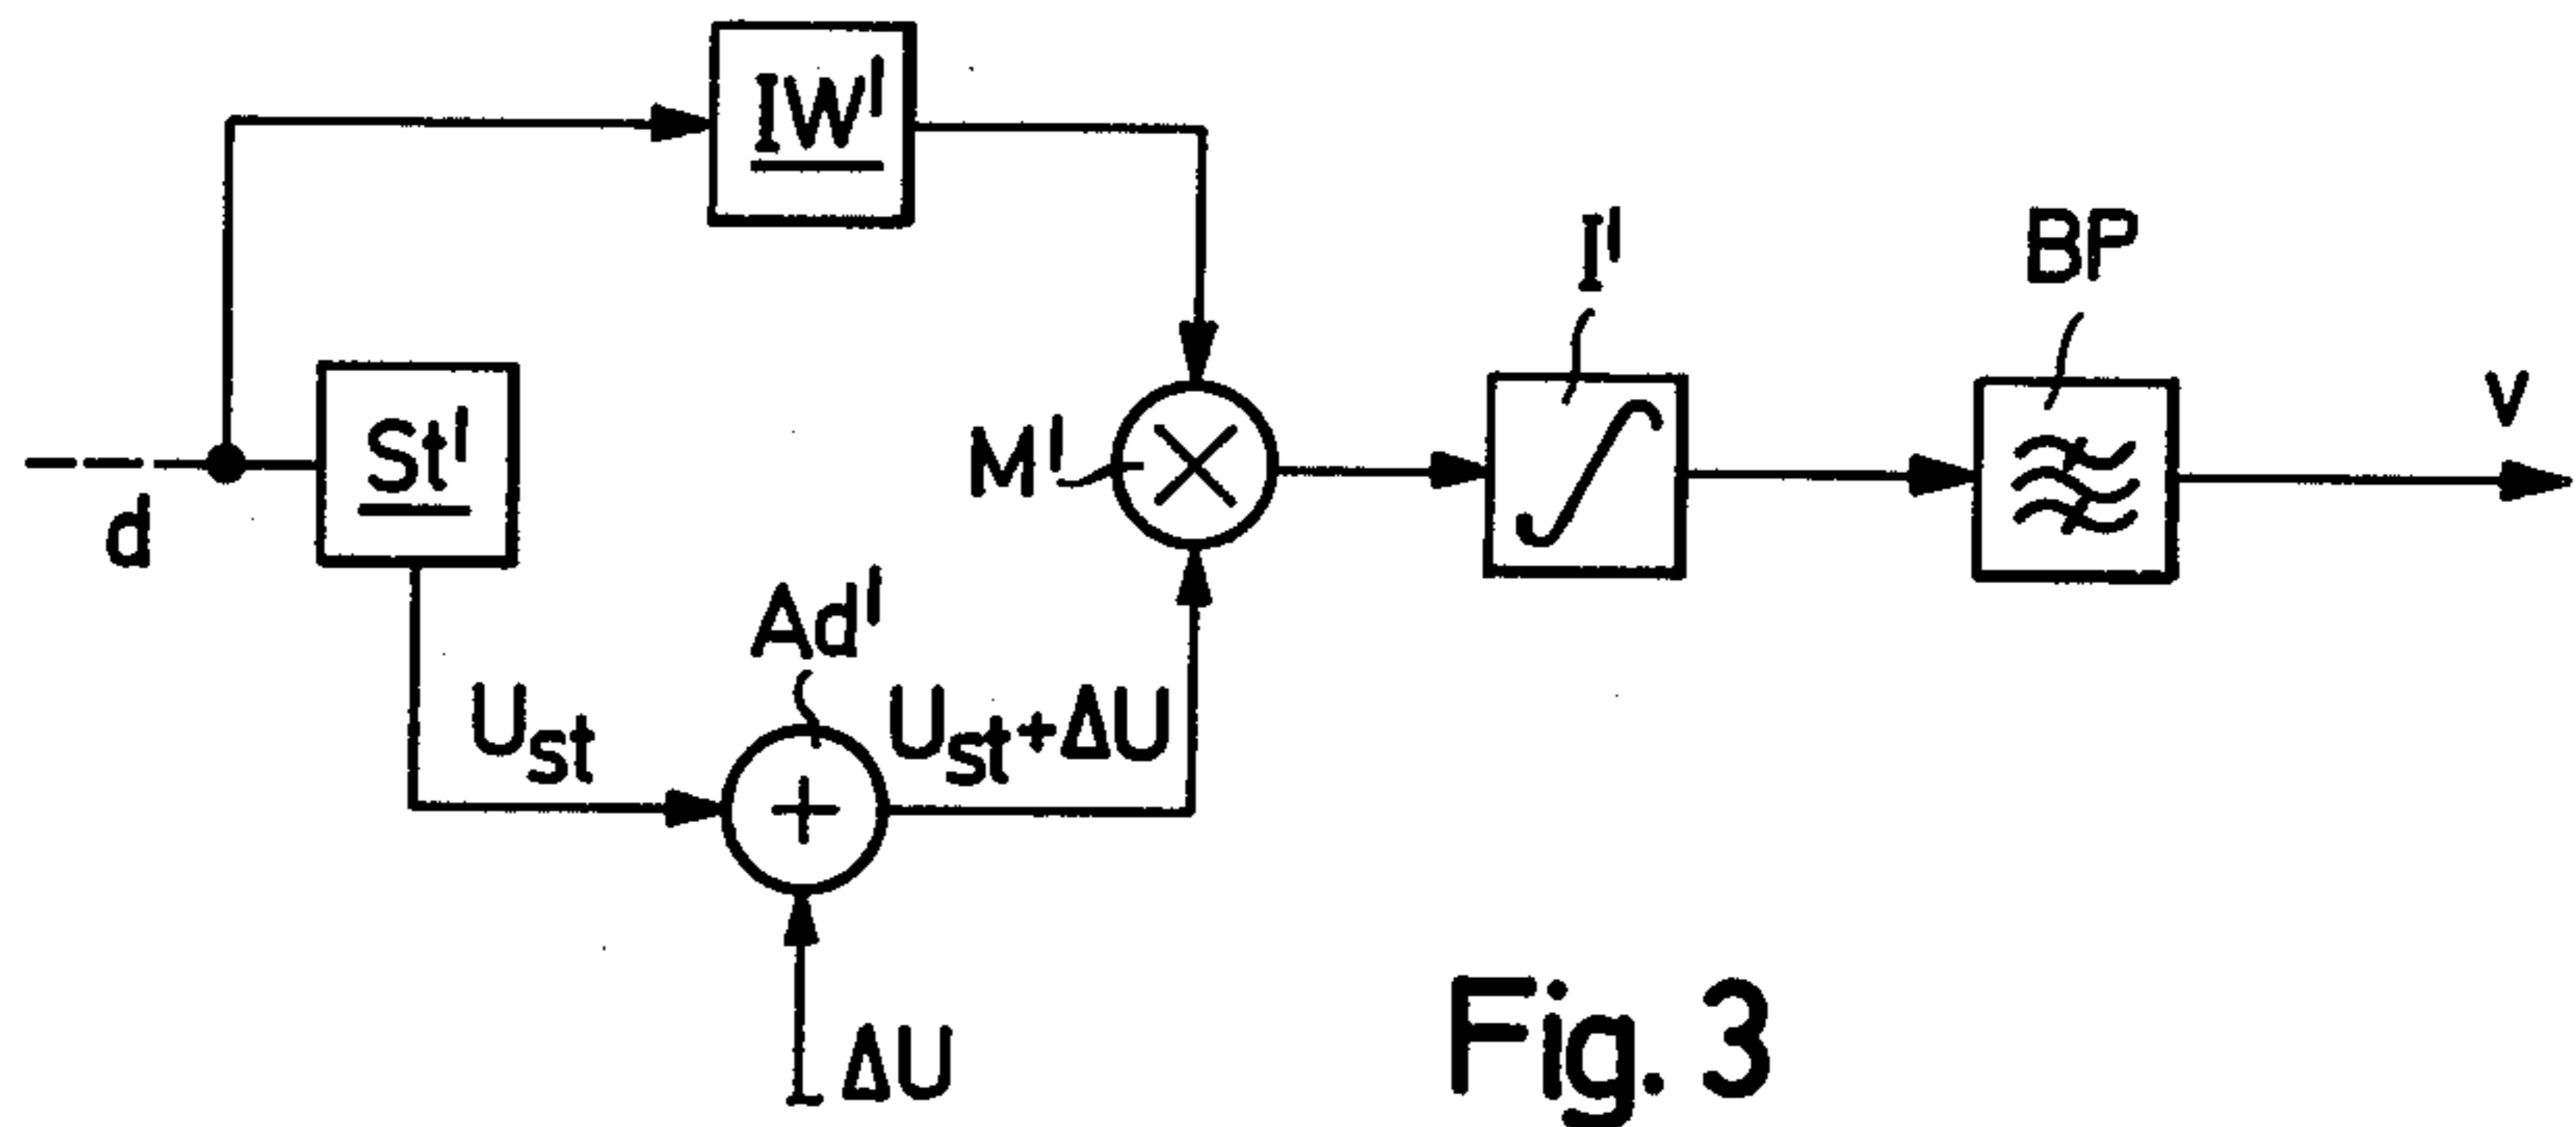 IW'
I'
BP
v
St'
M'
d
Ad'
Ust
Ust+ΔU
+
ΔU
Fig. 3